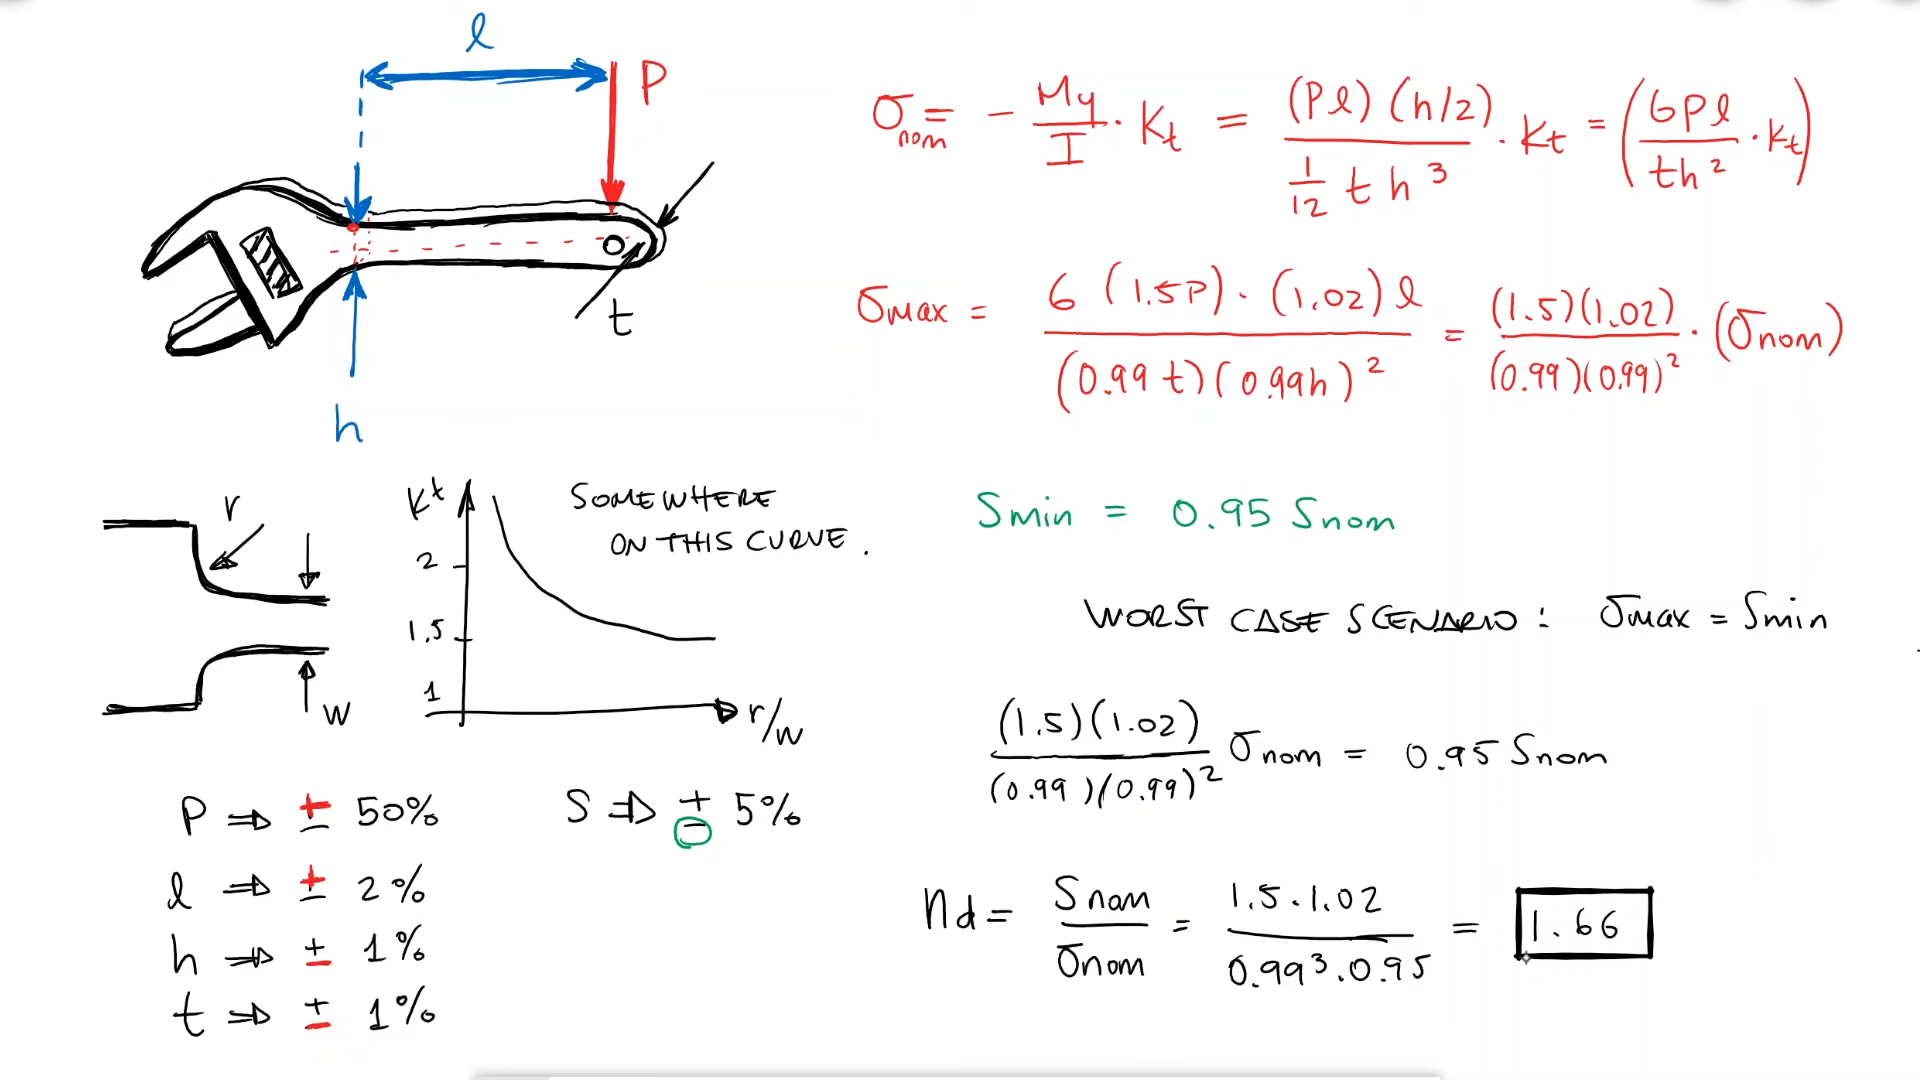 l
P
t
h
σnom = - My/I · Kt = (Pl)(h/2) / (1/12 t h³) · Kt = (6Pl/th² · Kt)
σmax = 6(1.5P)·(1.02)l / (0.99t)(0.99h)² = (1.5)(1.02) / (0.99)(0.99)² · (σnom)
r
w
Kt
2
1.5
1
r/w
SOMEWHERE
ON THIS CURVE.
Smin = 0.95 Snom
WORST CASE SCENARIO: σmax = Smin
(1.5)(1.02) / (0.99)(0.99)² σnom = 0.95 Snom
P ⇒ ± 50%
l ⇒ ± 2%
h ⇒ ± 1%
t ⇒ ± 1%
S ⇒ ± 5%
nd = Snom/σnom = 1.5·1.02 / 0.99³·0.95 = 1.66